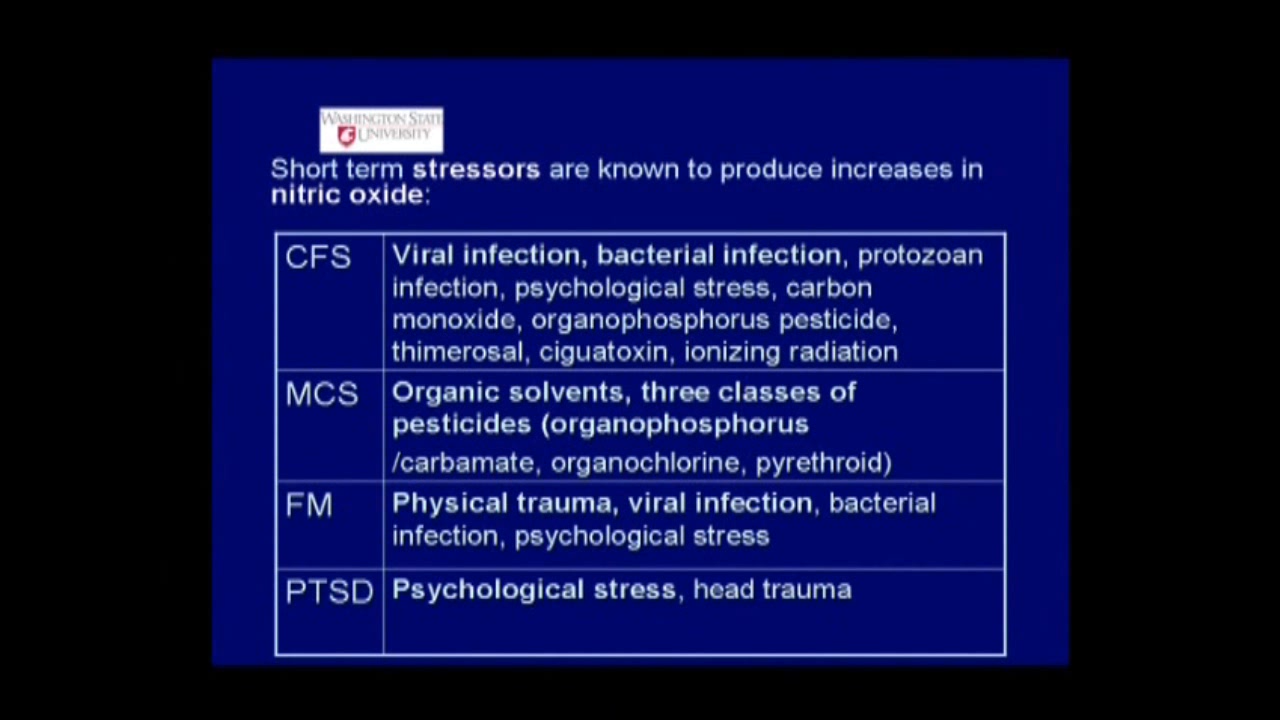 WASHINGTON STATE
UNIVERSITY
Short term stressors are known to produce increases in
nitric oxide:
CFS
Viral infection, bacterial infection, protozoan
infection, psychological stress, carbon
monoxide, organophosphorus pesticide,
thimerosal, ciguatoxin, ionizing radiation
MCS
Organic solvents, three classes of
pesticides (organophosphorus
/carbamate, organochlorine, pyrethroid)
FM
Physical trauma, viral infection, bacterial
infection, psychological stress
PTSD
Psychological stress, head trauma